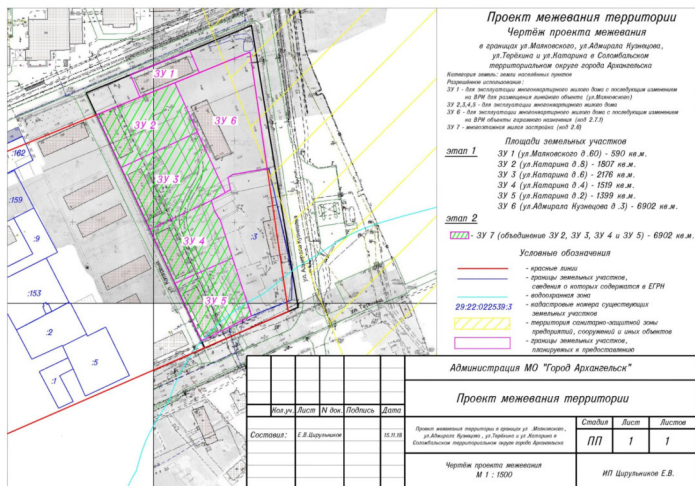 Проект межевания территории
Чертёж проекта межевания
в границах ул.Маяковского, ул.Адмирала Кузнецова,
ул.Терёхина и ул.Катарина в Соломбальском
территориальном округе города Архангельска
Категория земель: земли населённых пунктов
Разрешённое использование:
ЗУ 1 - для эксплуатации многоквартирного жилого дома с последующим изменением
на ВРИ для размещения линейного объекта (ул.Маяковского)
ЗУ 2,3,4,5 - для эксплуатации многоквартирного жилого дома
ЗУ 6 - для эксплуатации многоквартирного жилого дома с последующим изменением
на ВРИ объекты гаражного назначения (код 2.7.1)
ЗУ 7 - многоэтажная жилая застройка (код 2.6)
Площади земельных участков
этап 1
ЗУ 1 (ул.Маяковского д.60) - 590 кв.м.
ЗУ 2 (ул.Катарина д.8) - 1807 кв.м.
ЗУ 3 (ул.Катарина д.6) - 2176 кв.м.
ЗУ 4 (ул.Катарина д.4) - 1519 кв.м.
ЗУ 5 (ул.Катарина д.2) - 1399 кв.м.
ЗУ 6 (ул.Адмирала Кузнецова д .3) - 6902 кв.м.
этап 2
- ЗУ 7 (объединение ЗУ 2, ЗУ 3, ЗУ 4 и ЗУ 5) - 6902 кв.м.
Условные обозначения
- красные линии
- границы земельных участков,
сведения о которых содержатся в ЕГРН
- водоохранная зона
29:22:022539:3
- кадастровые номера существующих
земельных участков
- территория санитарно-защитной зоны
предприятий, сооружений и иных объектов
- границы земельных участков,
планируемых к предоставлению
ЗУ 1
ЗУ 2
ЗУ 6
ЗУ 3
ЗУ 4
ЗУ 5
:162
:159
:9
:153
:2
:5
:1
:3
Администрация МО "Город Архангельск"
Проект межевания территории
Кол.уч. Лист N док. Подпись Дата
Составил: Е.В.Цирульников 15.11.18
Проект межевания территории в границах ул .Маяковского ,
ул.Адмирала Кузнецова , ул.Терёхина и ул.Катарина в
Соломбальском территориальном округе города Архангельска
Стадия Лист Листов
ПП 1 1
Чертёж проекта межевания
М 1 : 1500
ИП Цирульников Е.В.